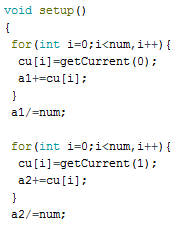 void setup()
{
for(int i=0;i<num,i++){
cu[i]=getCurrent(0);
a1+=cu[i];
}
a1/=num;
for(int i=0;i<num,i++){
cu[i]=getCurrent(1);
a2+=cu[i];
}
a2/=num;